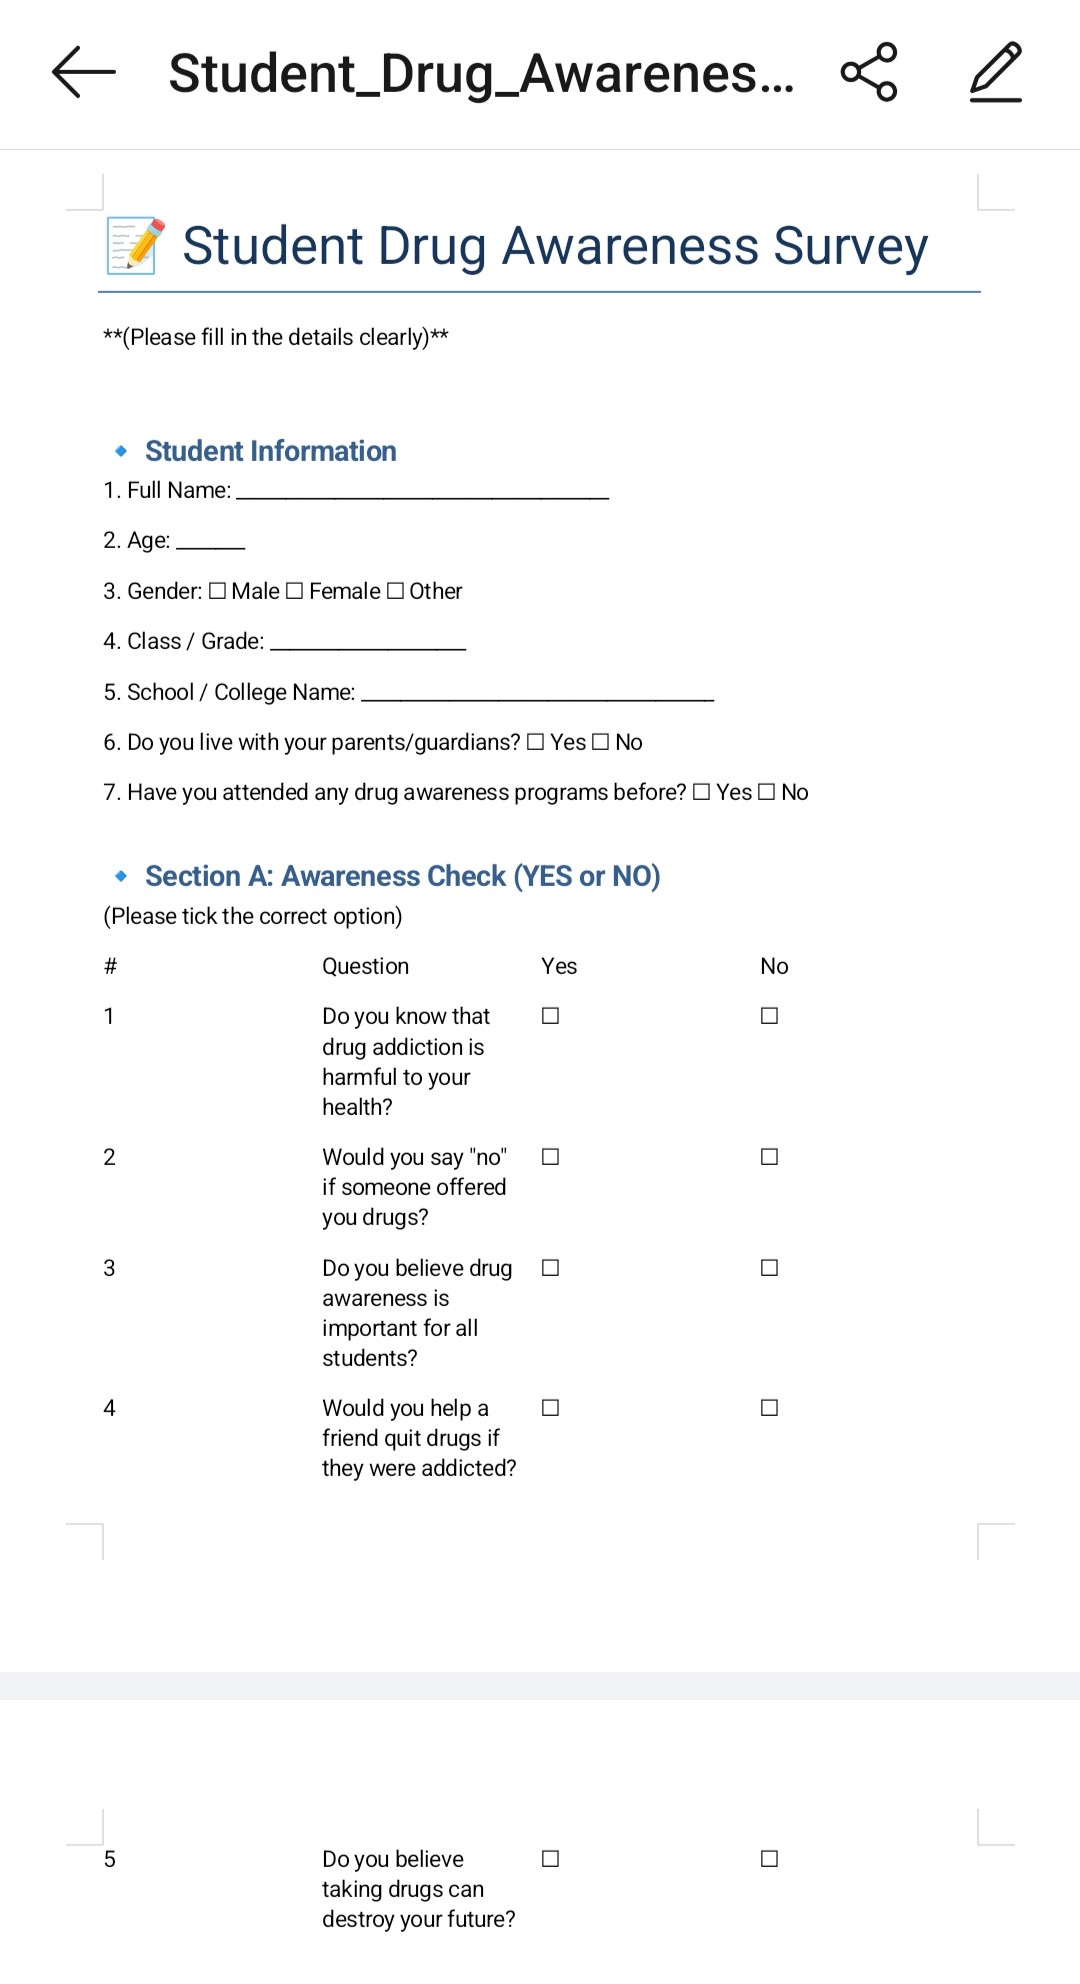 Student_Drug_Awarenes...
📝 Student Drug Awareness Survey
**(Please fill in the details clearly)**
🔹 Student Information
1. Full Name: ______________________________
2. Age: ______
3. Gender: ☐ Male ☐ Female ☐ Other
4. Class / Grade: ________________
5. School / College Name: _____________________________
6. Do you live with your parents/guardians? ☐ Yes ☐ No
7. Have you attended any drug awareness programs before? ☐ Yes ☐ No
🔹 Section A: Awareness Check (YES or NO)
(Please tick the correct option)
# Question Yes No
1 Do you know that ☐ ☐
drug addiction is
harmful to your
health?
2 Would you say "no" ☐ ☐
if someone offered
you drugs?
3 Do you believe drug ☐ ☐
awareness is
important for all
students?
4 Would you help a ☐ ☐
friend quit drugs if
they were addicted?
5 Do you believe ☐ ☐
taking drugs can
destroy your future?